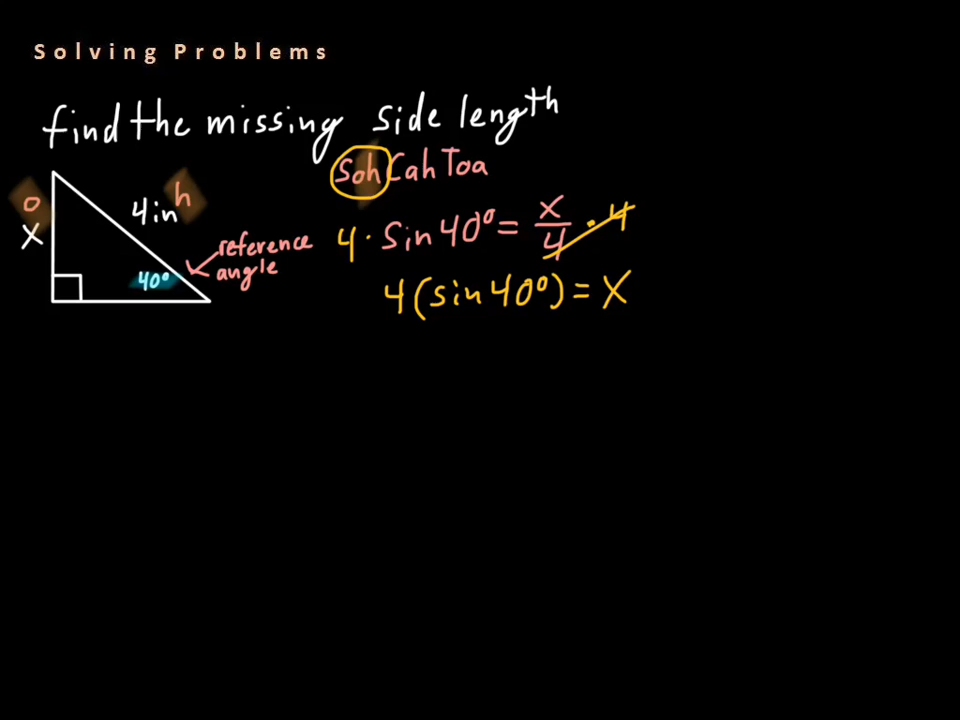 Solving Problems
find the missing side length
SohCahToa
o
x
4in h
40°
reference
angle
4 · Sin 40° = x/4 · 4
4(sin 40°) = x